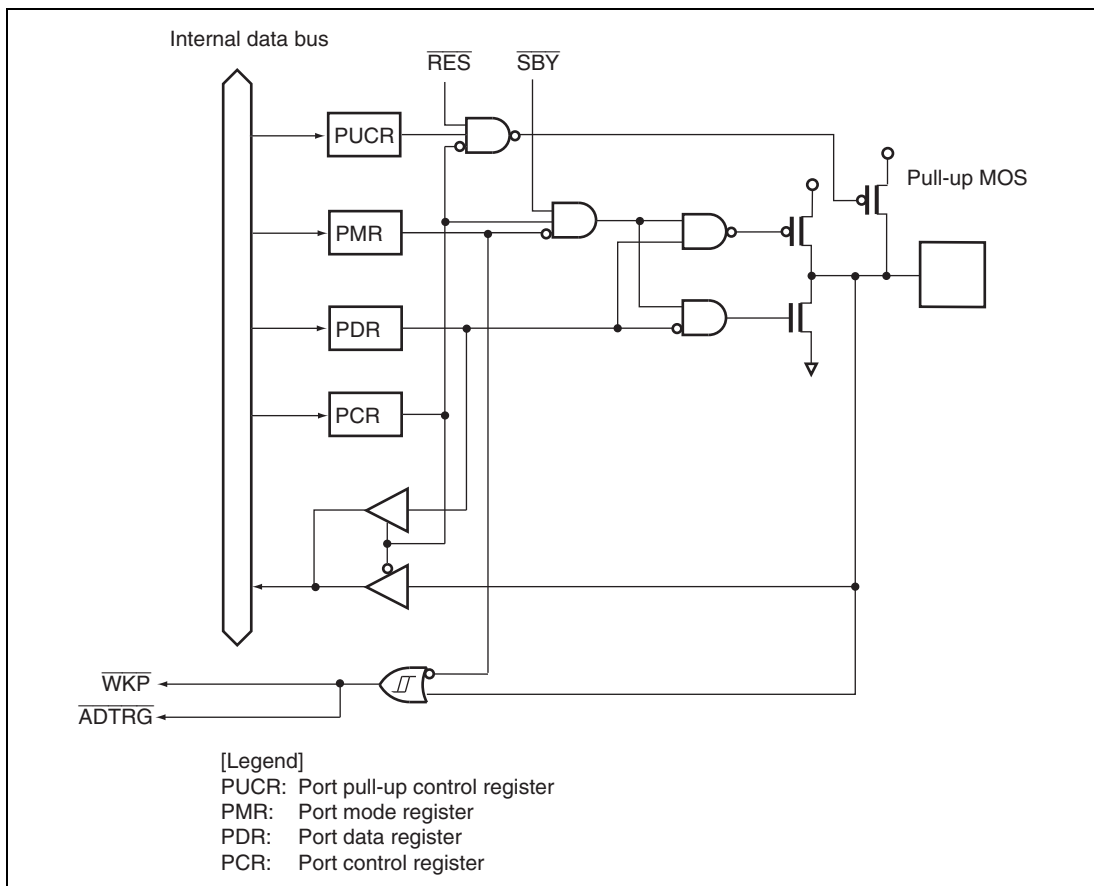 Internal data bus
RES
SBY
PUCR
Pull-up MOS
PMR
PDR
PCR
WKP
ADTRG
[Legend]
PUCR: Port pull-up control register
PMR: Port mode register
PDR: Port data register
PCR: Port control register